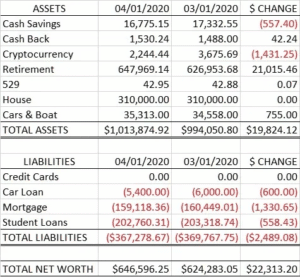 ASSETS 04/01/2020 03/01/2020 $ CHANGE
Cash Savings 16,775.15 17,332.55 (557.40)
Cash Back 1,530.24 1,488.00 42.24
Cryptocurrency 2,244.44 3,675.69 (1,431.25)
Retirement 647,969.14 626,953.68 21,015.46
529 42.95 42.88 0.07
House 310,000.00 310,000.00 0.00
Cars & Boat 35,313.00 34,558.00 755.00
TOTAL ASSETS $1,013,874.92 $994,050.80 $19,824.12
LIABILITIES 04/01/2020 03/01/2020 $ CHANGE
Credit Cards 0.00 0.00 0.00
Car Loan (5,400.00) (6,000.00) (600.00)
Mortgage (159,118.36) (160,449.01) (1,330.65)
Student Loans (202,760.31) (203,318.74) (558.43)
TOTAL LIABILITIES ($367,278.67) ($369,767.75) ($2,489.08)
TOTAL NET WORTH $646,596.25 $624,283.05 $22,313.20